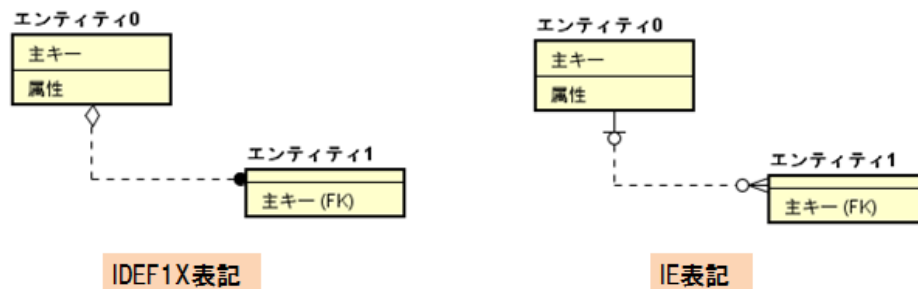 エンティティ0
主キー
属性
エンティティ1
主キー (FK)
IDEF1X表記
エンティティ0
主キー
属性
エンティティ1
主キー (FK)
IE表記